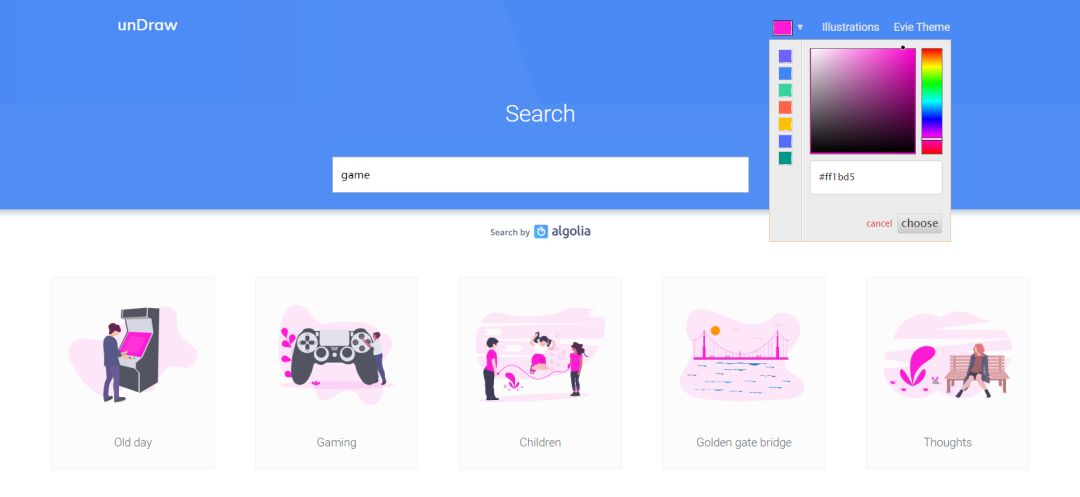 unDraw
Illustrations
Evie Theme
Search
game
#ff1bd5
cancel
choose
Search by algolia
Old day
Gaming
Children
Golden gate bridge
Thoughts